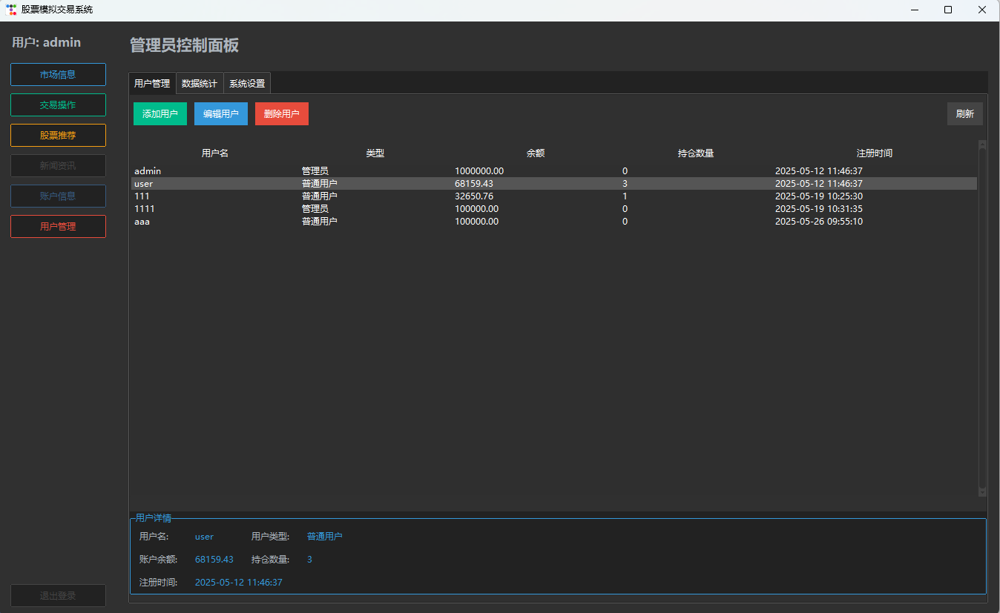 股票模拟交易系统
用户: admin
市场信息
交易操作
股票推荐
新闻资讯
账户信息
用户管理
退出登录
管理员控制面板
用户管理 数据统计 系统设置
添加用户 编辑用户 删除用户 刷新
用户名 类型 余额 持仓数量 注册时间
admin 管理员 1000000.00 0 2025-05-12 11:46:37
user 普通用户 68159.43 3 2025-05-12 11:46:37
111 普通用户 32650.76 1 2025-05-19 10:25:30
1111 管理员 100000.00 0 2025-05-19 10:31:35
aaa 普通用户 100000.00 0 2025-05-26 09:55:10
用户详情
用户名: user 用户类型: 普通用户
账户余额: 68159.43 持仓数量: 3
注册时间: 2025-05-12 11:46:37